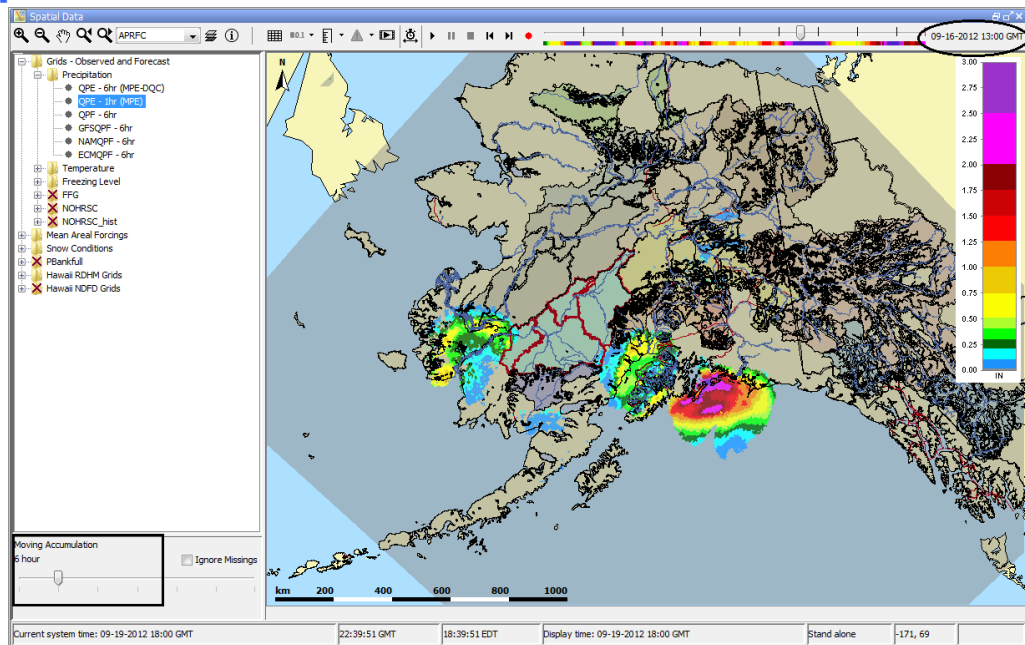 Spatial Data
APRFC
09-16-2012 13:00 GMT
Grids - Observed and Forecast
Precipitation
QPE - 6hr (MPE-DQC)
QPE - 1hr (MPE)
QPF - 6hr
GFSQPF - 6hr
NAMQPF - 6hr
ECMQPF - 6hr
Temperature
Freezing Level
FFG
NOHRSC
NOHRSC_hist
Mean Areal Forcings
Snow Conditions
PBankfull
Hawaii RDHM Grids
Hawaii NDFD Grids
N
3.00
2.75
2.50
2.25
2.00
1.75
1.50
1.25
1.00
0.75
0.50
0.25
0.00
IN
Moving Accumulation
6 hour
Ignore Missings
km 200 400 600 800 1000
Current system time: 09-19-2012 18:00 GMT
22:39:51 GMT
18:39:51 EDT
Display time: 09-19-2012 18:00 GMT
Stand alone
-171, 69